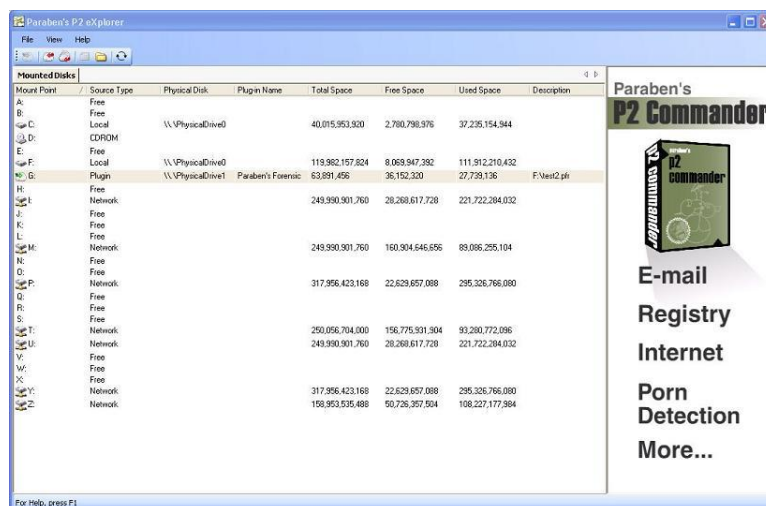 Paraben's P2 eXplorer
File View Help
Mounted Disks
Mount Point / Source Type Physical Disk Plug-in Name Total Space Free Space Used Space Description
A: Free
B: Free
C: Local \\.\PhysicalDrive0 40,015,953,920 2,780,798,976 37,235,154,944
D: CDROM
E: Free
F: Local \\.\PhysicalDrive0 119,982,157,824 8,069,947,392 111,912,210,432
G: Plugin \\.\PhysicalDrive1 Paraben's Forensic 63,891,456 36,152,320 27,739,136 F:\test2.pfr
H: Free
I: Network 249,990,901,760 28,268,617,728 221,722,284,032
J: Free
K: Free
L: Free
M: Network 249,990,901,760 160,904,646,656 89,086,255,104
N: Free
O: Free
P: Network 317,956,423,168 22,629,657,088 295,326,766,080
Q: Free
R: Free
S: Free
T: Network 250,056,704,000 156,775,931,904 93,280,772,096
U: Network 249,990,901,760 28,268,617,728 221,722,284,032
V: Free
W: Free
X: Free
Y: Network 317,956,423,168 22,629,657,088 295,326,766,080
Z: Network 158,953,535,488 50,726,357,504 108,227,177,984
For Help, press F1
Paraben's
P2 Commander
paraben's
p2
commander
p2 commander
E-mail
Registry
Internet
Porn
Detection
More...